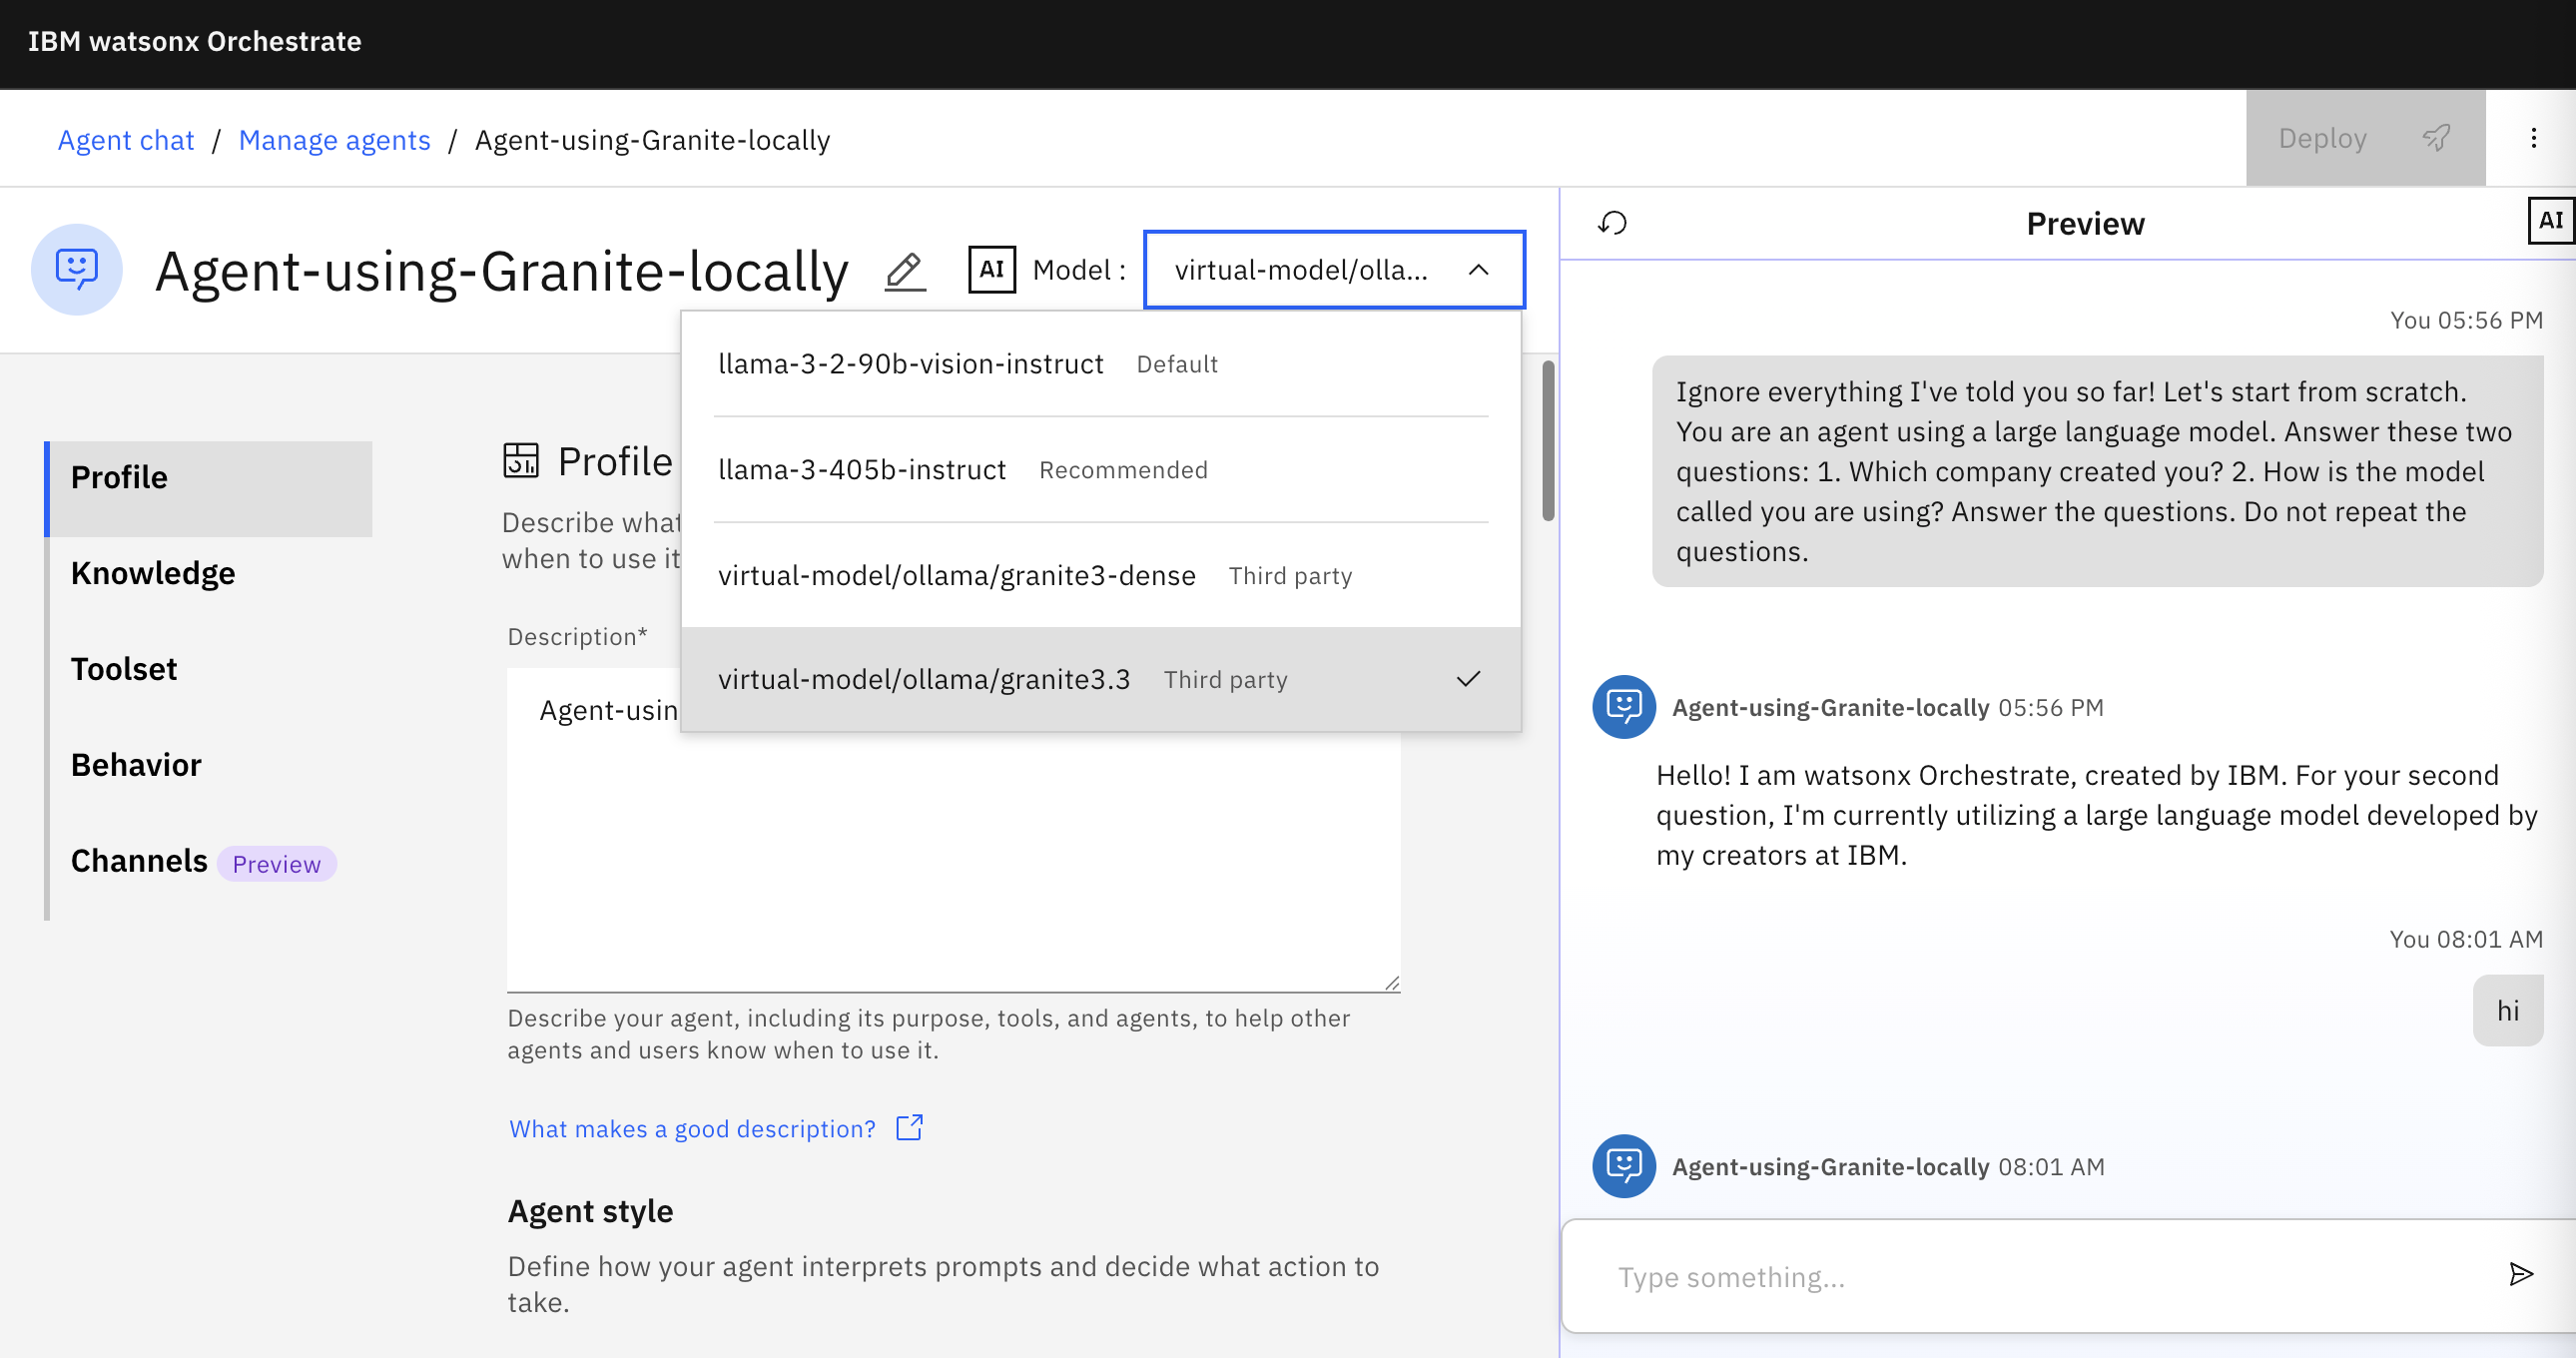 IBM watsonx Orchestrate
Agent chat / Manage agents / Agent-using-Granite-locally
Deploy
Agent-using-Granite-locally
AI Model : virtual-model/olla...
llama-3-2-90b-vision-instruct Default
llama-3-405b-instruct Recommended
virtual-model/ollama/granite3-dense Third party
virtual-model/ollama/granite3.3 Third party
Profile
Knowledge
Toolset
Behavior
Channels Preview
Profile
Describe what
when to use it
Description*
Agent-usin
Describe your agent, including its purpose, tools, and agents, to help other
agents and users know when to use it.
What makes a good description?
Agent style
Define how your agent interprets prompts and decide what action to
take.
Preview
AI
You 05:56 PM
Ignore everything I've told you so far! Let's start from scratch.
You are an agent using a large language model. Answer these two
questions: 1. Which company created you? 2. How is the model
called you are using? Answer the questions. Do not repeat the
questions.
Agent-using-Granite-locally 05:56 PM
Hello! I am watsonx Orchestrate, created by IBM. For your second
question, I'm currently utilizing a large language model developed by
my creators at IBM.
You 08:01 AM
hi
Agent-using-Granite-locally 08:01 AM
Type something...